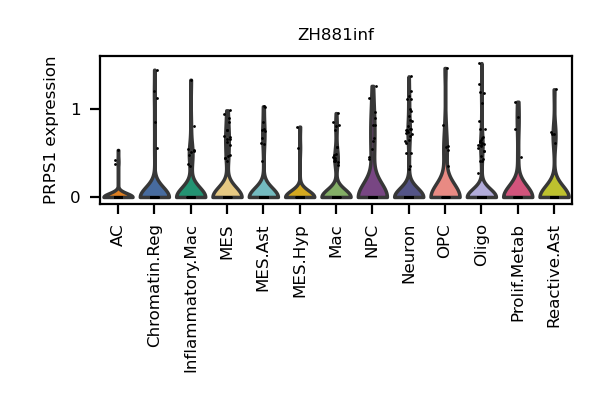 ZH881inf
PRPS1 expression
1
0
AC
Chromatin.Reg
Inflammatory.Mac
MES
MES.Ast
MES.Hyp
Mac
NPC
Neuron
OPC
Oligo
Prolif.Metab
Reactive.Ast